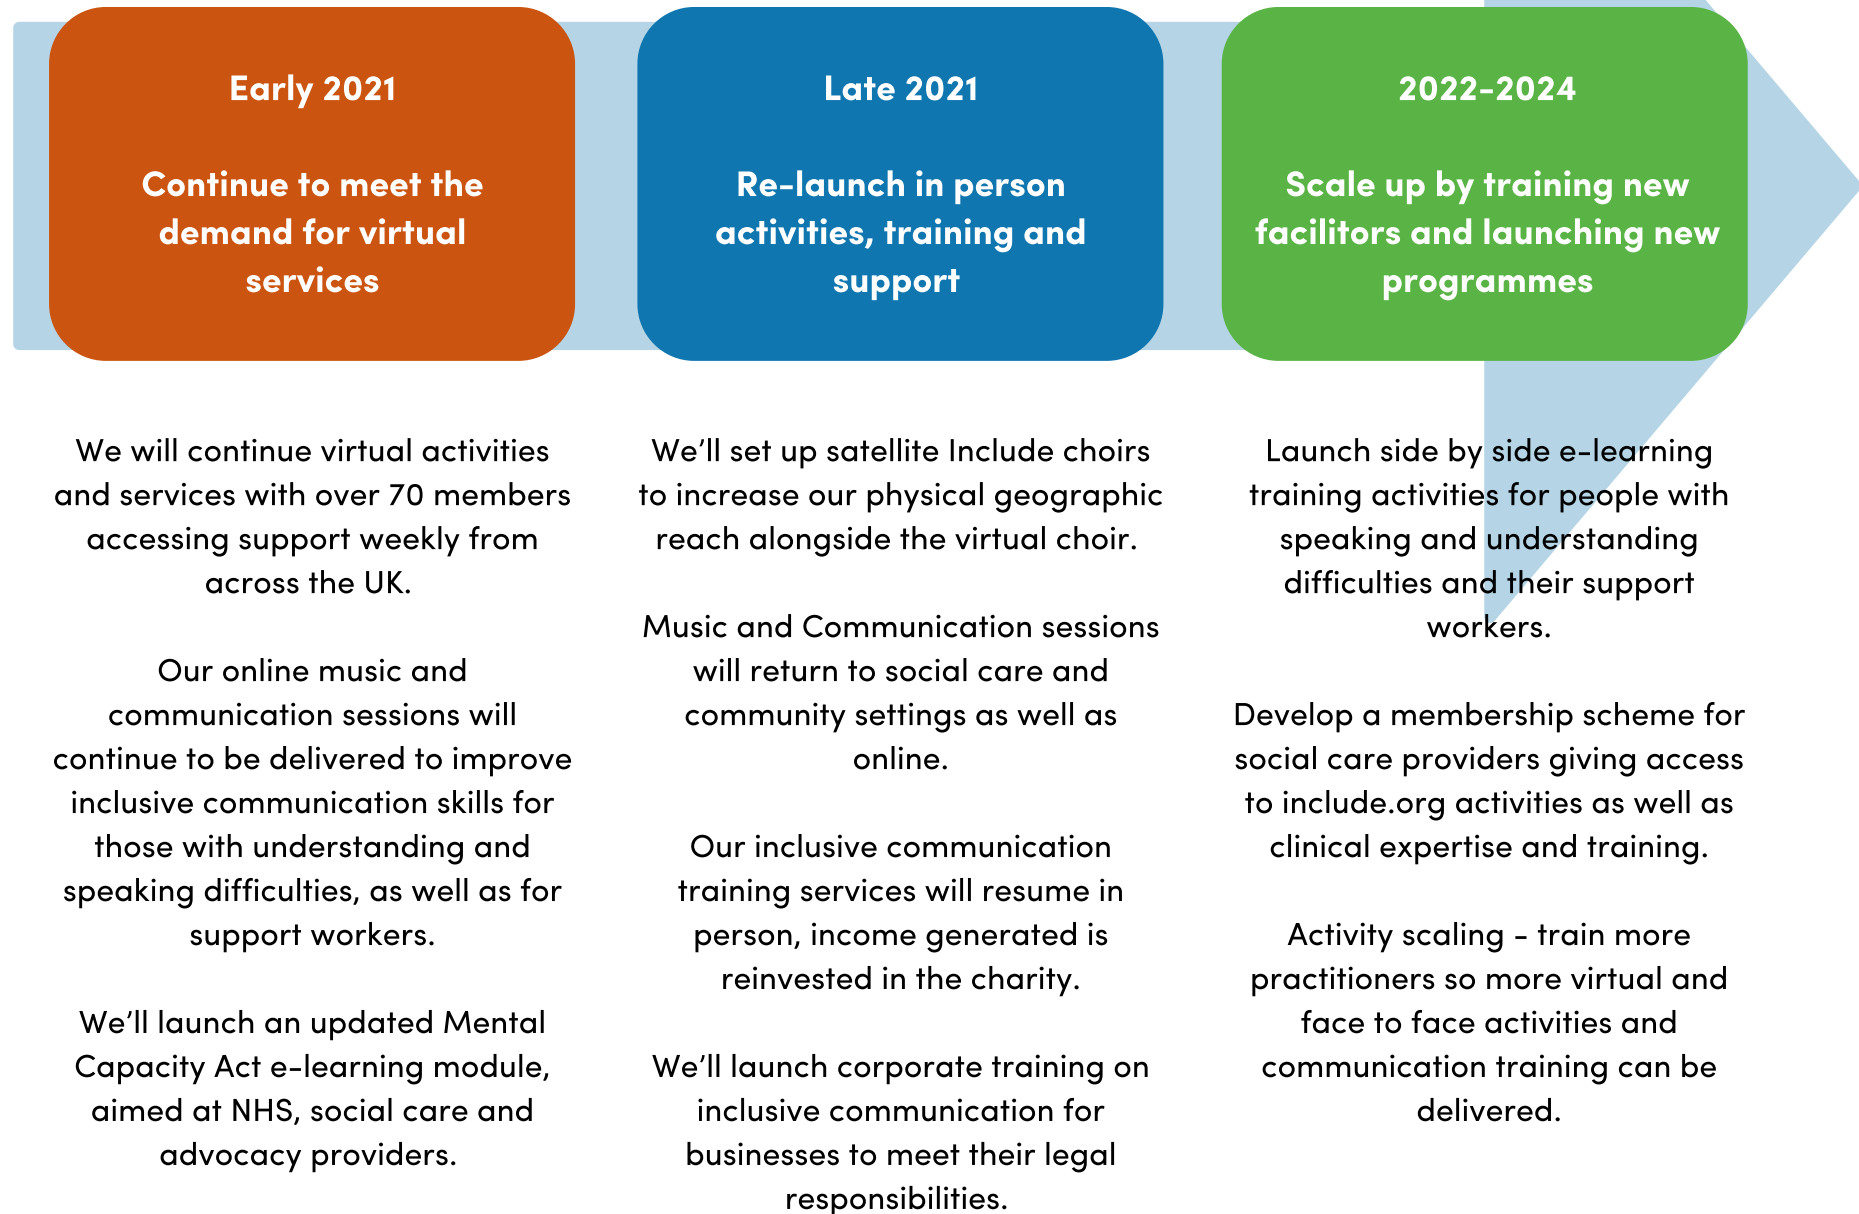 Early 2021
Continue to meet the
demand for virtual
services
We will continue virtual activities
and services with over 70 members
accessing support weekly from
across the UK.
Our online music and
communication sessions will
continue to be delivered to improve
inclusive communication skills for
those with understanding and
speaking difficulties, as well as for
support workers.
We’ll launch an updated Mental
Capacity Act e-learning module,
aimed at NHS, social care and
advocacy providers.
Late 2021
Re-launch in person
activities, training and
support
We’ll set up satellite Include choirs
to increase our physical geographic
reach alongside the virtual choir.
Music and Communication sessions
will return to social care and
community settings as well as
online.
Our inclusive communication
training services will resume in
person, income generated is
reinvested in the charity.
We’ll launch corporate training on
inclusive communication for
businesses to meet their legal
responsibilities.
2022-2024
Scale up by training new
facilitors and launching new
programmes
Launch side by side e-learning
training activities for people with
speaking and understanding
difficulties and their support
workers.
Develop a membership scheme for
social care providers giving access
to include.org activities as well as
clinical expertise and training.
Activity scaling - train more
practitioners so more virtual and
face to face activities and
communication training can be
delivered.